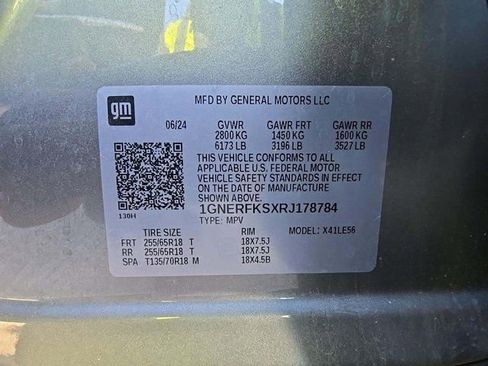 gm
MFD BY GENERAL MOTORS LLC
06/24 GVWR GAWR FRT GAWR RR
2800 KG 1450 KG 1600 KG
6173 LB 3196 LB 3527 LB
THIS VEHICLE CONFORMS TO ALL
APPLICABLE U.S. FEDERAL MOTOR
VEHICLE SAFETY STANDARDS IN EFFECT
ON THE DATE OF MANUFACTURE
SHOWN ABOVE.
1GNERFKSXRJ178784
130H
TYPE: MPV
TIRE SIZE RIM MODEL: X41LE56
FRT 255/65R18 T 18X7.5J
RR 255/65R18 T 18X7.5J
SPA T135/70R18 M 18X4.5B